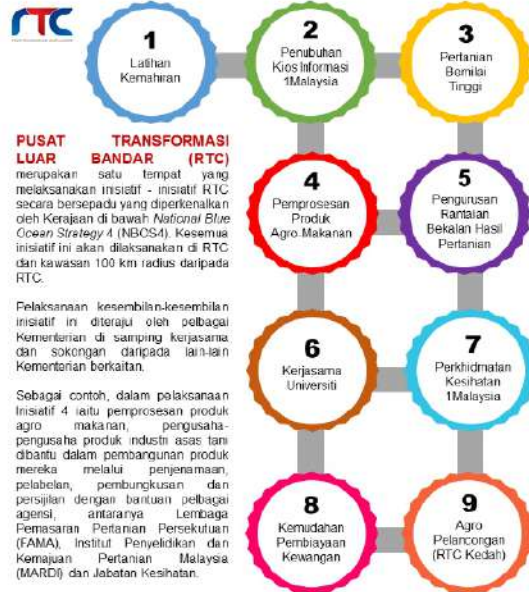 rTC
1
Latihan
Kemahiran
2
Penubuhan
Kios Informasi
1Malaysia
3
Pertanian
Bernilai
Tinggi
PUSAT TRANSFORMASI
LUAR BANDAR (RTC)
merupakan satu tempat yang
melaksanakan inisiatif - inisiatif RTC
secara bersepadu yang diperkenalkan
oleh Kerajaan di bawah National Blue
Ocean Strategy 4 (NBOS4). Kesemua
inisiatif ini akan dilaksanakan di RTC
dan kawasan 100 km radius daripada
RTC.
Pelaksanaan kesembilan-kesembilan
inisiatif in diterajui oleh pelbagai
Kementerian di samping kerjasama
dan sokongan daripada lain-lain
Kementerian berkaitan.
Sebagai contoh, dalam pelaksanaan
Inisiatif 4 iaitu pemprosesan produk
agro makanan, pengusaha-
pengusaha produk industri asas tani
dibantu dalam pembangunan produk
mereka melalui penjenamaan,
pelabelan, pembungkusan dan
persijilan dengan bantuan pelbagai
agensi, antaranya Lembaga
Pemasaran Pertanian Persekutuan
(FAMA), Institut Penyelidikan dan
Kemajuan Pertanian Malaysia
(MARDI) dan Jabatan Kesihatan.
4
Pemprosesan
Produk
Agro-Makanan
5
Pengurusan
Rantaian
Bekalan Hasil
Pertanian
6
Kerjasama
Universiti
7
Perkhidmatan
Kesihatan
1Malaysia
8
Kemudahan
Pembiayaan
Kewangan
9
Agro
Pelancongan
(RTC Kedah)